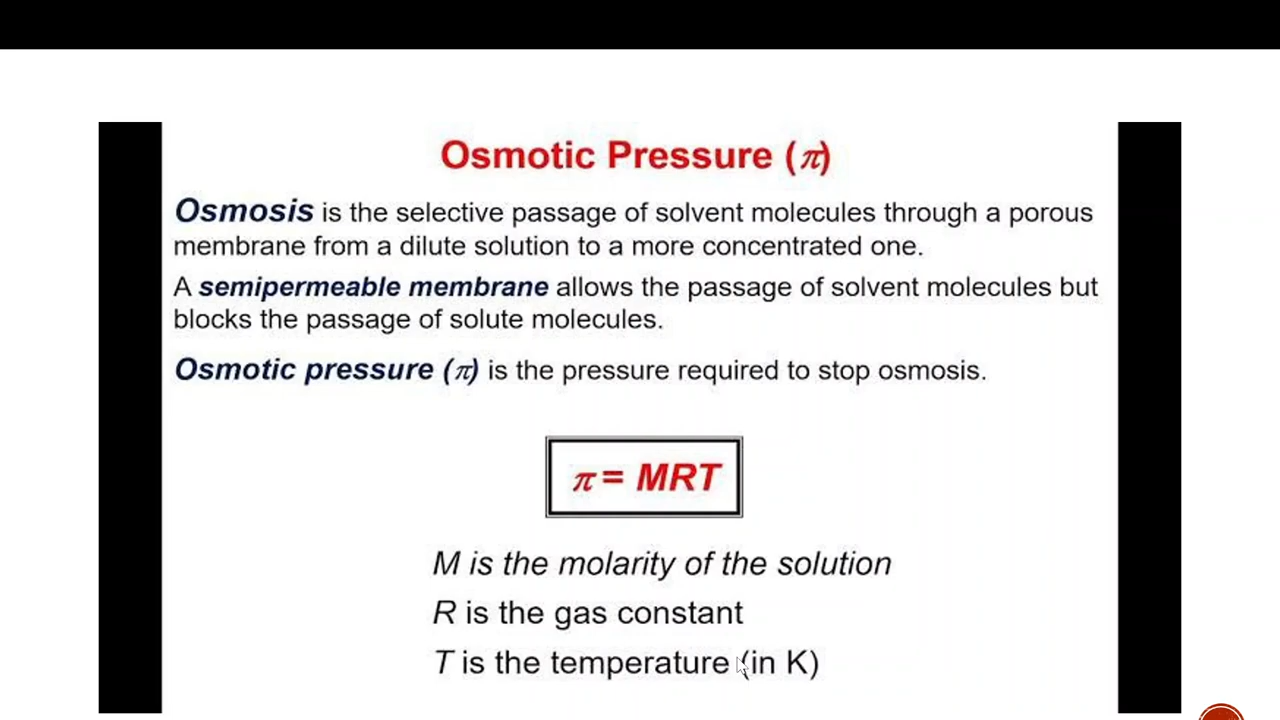 Osmotic Pressure (π)
Osmosis is the selective passage of solvent molecules through a porous
membrane from a dilute solution to a more concentrated one.
A semipermeable membrane allows the passage of solvent molecules but
blocks the passage of solute molecules.
Osmotic pressure (π) is the pressure required to stop osmosis.
π = MRT
M is the molarity of the solution
R is the gas constant
T is the temperature (in K)